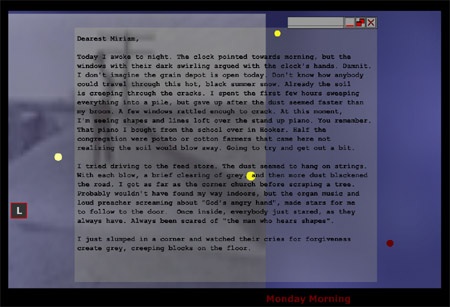 Dearest Miriam,
Today I awoke to night. The clock pointed towards morning, but the
windows with their dark swirling argued with the clock's hands. Damnit.
I don't imagine the grain depot is open today. Don't know how anybody
could travel through this hot, black summer snow. Already the soil
is creeping through the cracks. I spent the first few hours sweeping
everything into a pile, but gave up after the dust seemed faster than
my broom. A few windows rattled enough to crack. At this moment,
I'm seeing shapes and lines loft over the stand up piano. You remember.
That piano I bought from the school over in Hooker. Half the
congregation were potato or cotton farmers that came here not
realizing the soil would blow away. Going to try and get out a bit.
I tried driving to the feed store. The dust seemed to hang on strings.
With each blow, a brief clearing of grey, and then more dust blackened
the road. I got as far as the corner church before scraping a tree.
Probably wouldn't have found my way indoors, but the organ music and
loud preacher screaming about "God's angry hand", made stars for me
to follow to the door. Once inside, everybody just stared, as they
always have. Always been scared of "the man who hears shapes".
I just slumped in a corner and watched their cries for forgiveness
create grey, creeping blocks on the floor.
L
Monday Morning